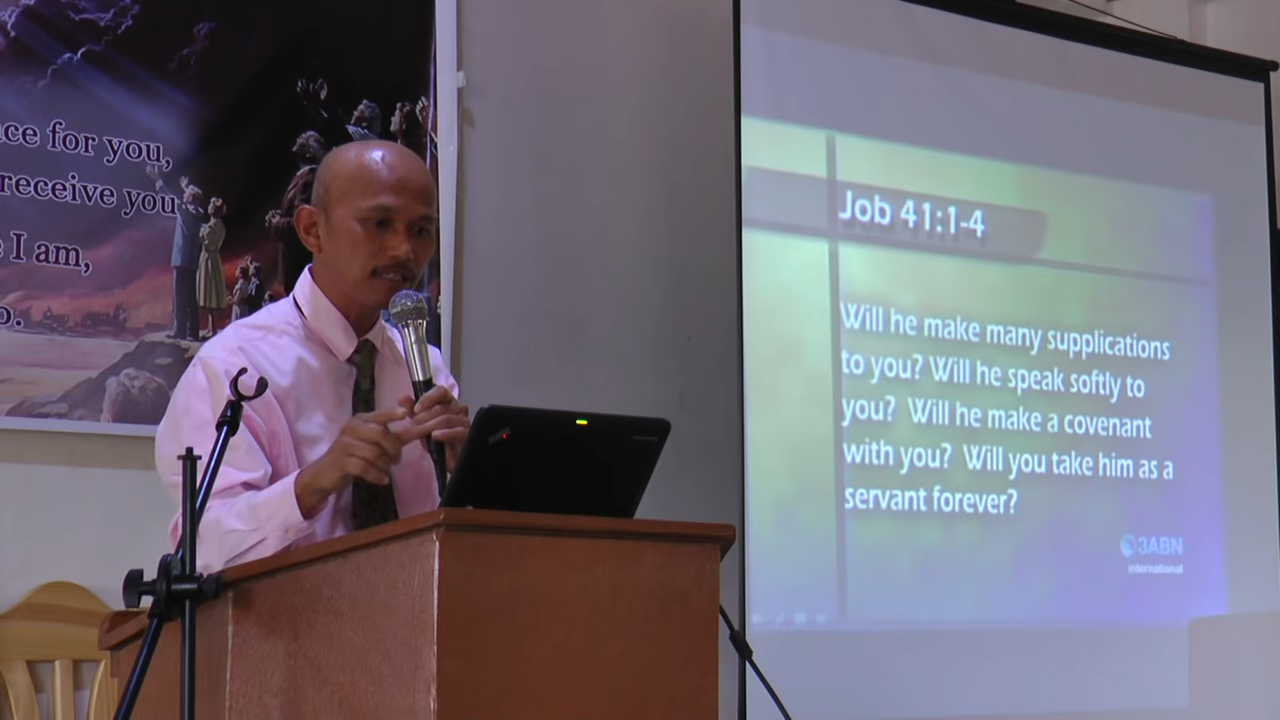 ce for you,
receive you
I am,
o.
Job 41:1-4
Will he make many supplications
to you? Will he speak softly to
you? Will he make a covenant
with you? Will you take him as a
servant forever?
3ABN
international